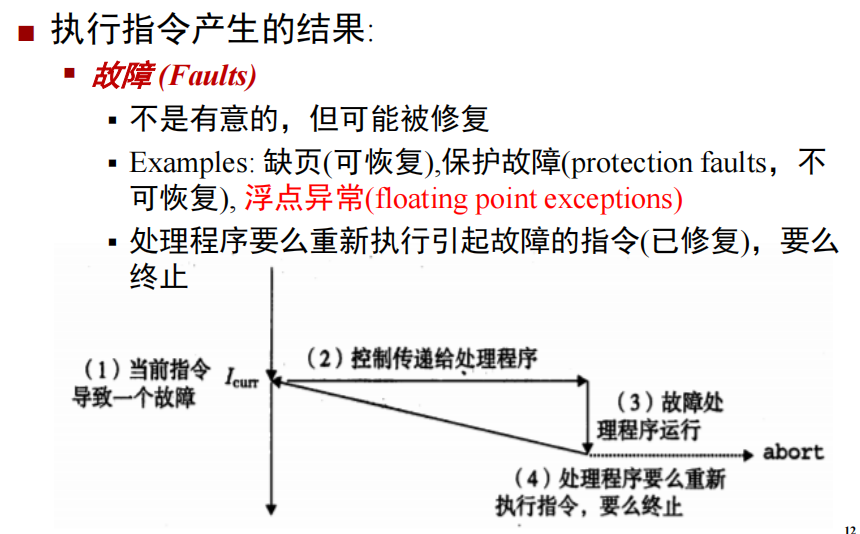 执行指令产生的结果:
故障 (Faults)
不是有意的，但可能被修复
Examples: 缺页(可恢复),保护故障(protection faults，不
可恢复), 浮点异常(floating point exceptions)
处理程序要么重新执行引起故障的指令(已修复)，要么
终止
（1）当前指令
导致一个故障
Icurr
（2）控制传递给处理程序
（3）故障处
理程序运行
abort
（4）处理程序要么重新
执行指令，要么终止
12